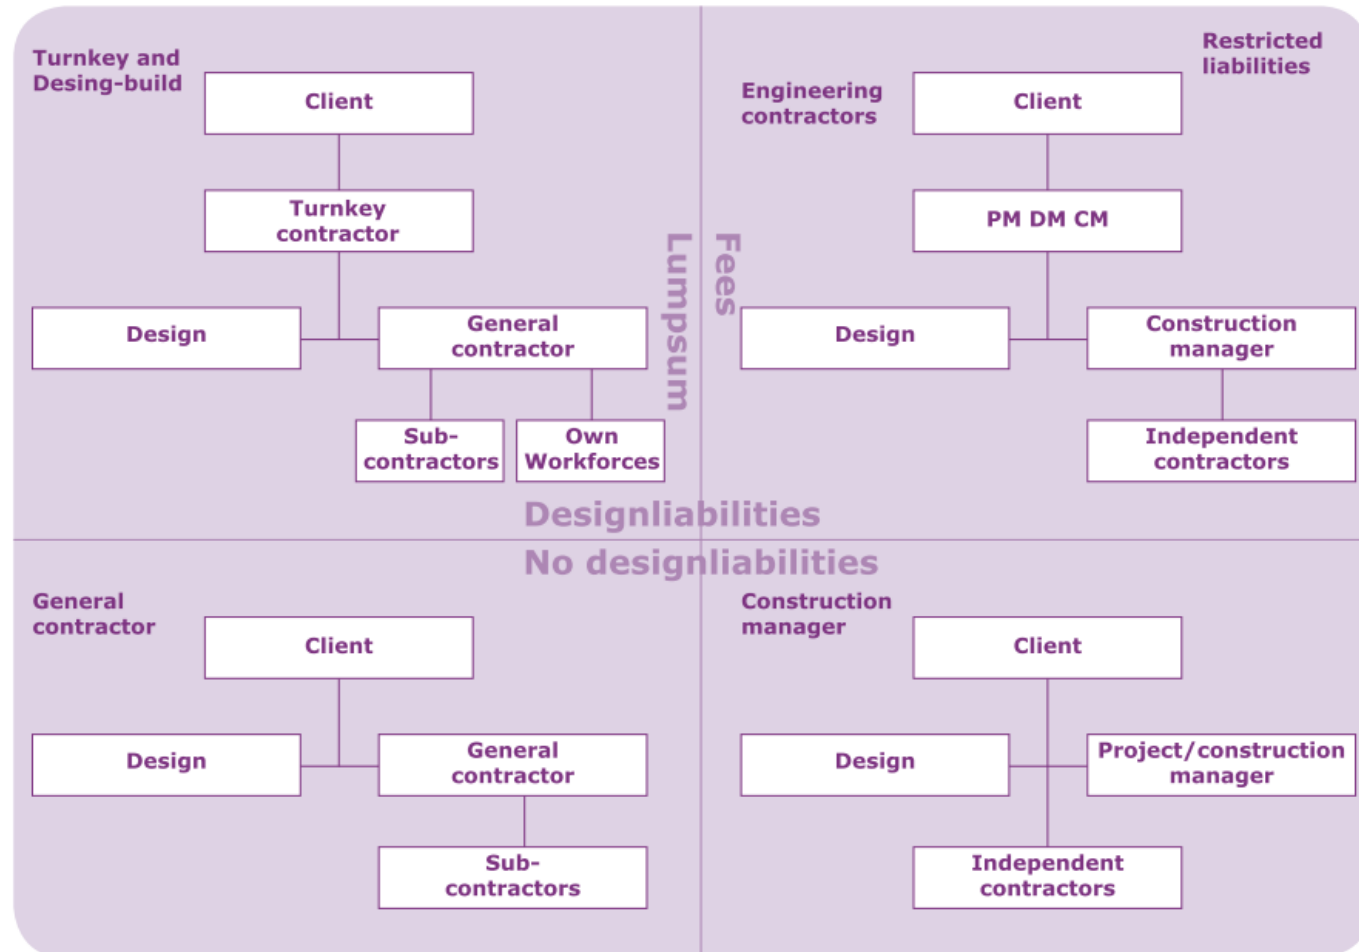 Turnkey and
Desing-build
Client
Turnkey
contractor
Design
General
contractor
Sub-
contractors
Own
Workforces
Restricted
liabilities
Engineering
contractors
Client
PM DM CM
Design
Construction
manager
Independent
contractors
Lumpsum
Fees
Designliabilities
No designliabilities
General
contractor
Client
Design
General
contractor
Sub-
contractors
Construction
manager
Client
Design
Project/construction
manager
Independent
contractors